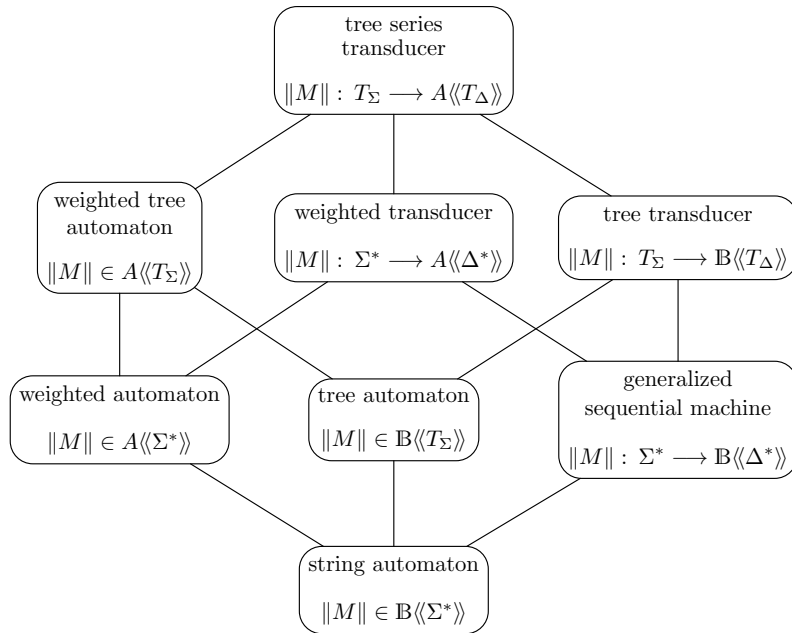 tree series
transducer
‖M‖ : T_Σ ⟶ A⟨⟨T_Δ⟩⟩
weighted tree
automaton
‖M‖ ∈ A⟨⟨T_Σ⟩⟩
weighted transducer
‖M‖ : Σ* ⟶ A⟨⟨Δ*⟩⟩
tree transducer
‖M‖ : T_Σ ⟶ 𝔹⟨⟨T_Δ⟩⟩
weighted automaton
‖M‖ ∈ A⟨⟨Σ*⟩⟩
tree automaton
‖M‖ ∈ 𝔹⟨⟨T_Σ⟩⟩
generalized
sequential machine
‖M‖ : Σ* ⟶ 𝔹⟨⟨Δ*⟩⟩
string automaton
‖M‖ ∈ 𝔹⟨⟨Σ*⟩⟩